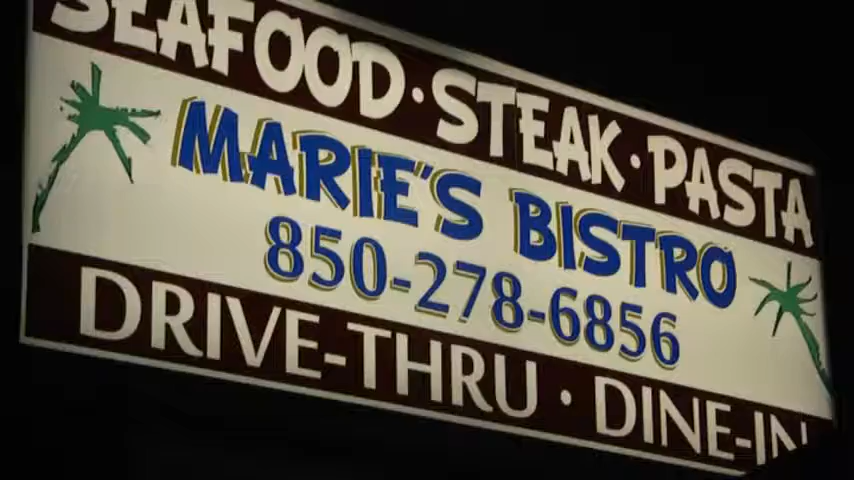 SEAFOOD · STEAK · PASTA
MARIE'S BISTRO
850-278-6856
DRIVE-THRU · DINE-IN